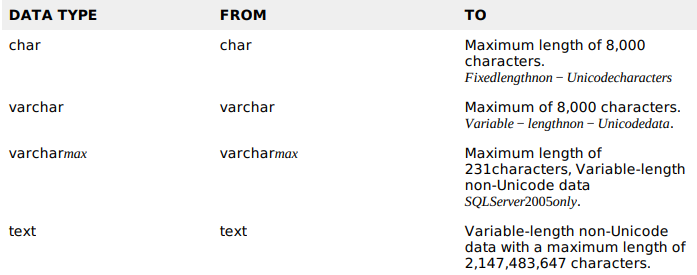 DATA TYPE FROM TO
char char Maximum length of 8,000
characters.
Fixedlengthnon − Unicodecharacters
varchar varchar Maximum of 8,000 characters.
Variable − lengthnon − Unicodedata.
varcharmax varcharmax Maximum length of
231characters, Variable-length
non-Unicode data
SQLServer2005only.
text text Variable-length non-Unicode
data with a maximum length of
2,147,483,647 characters.